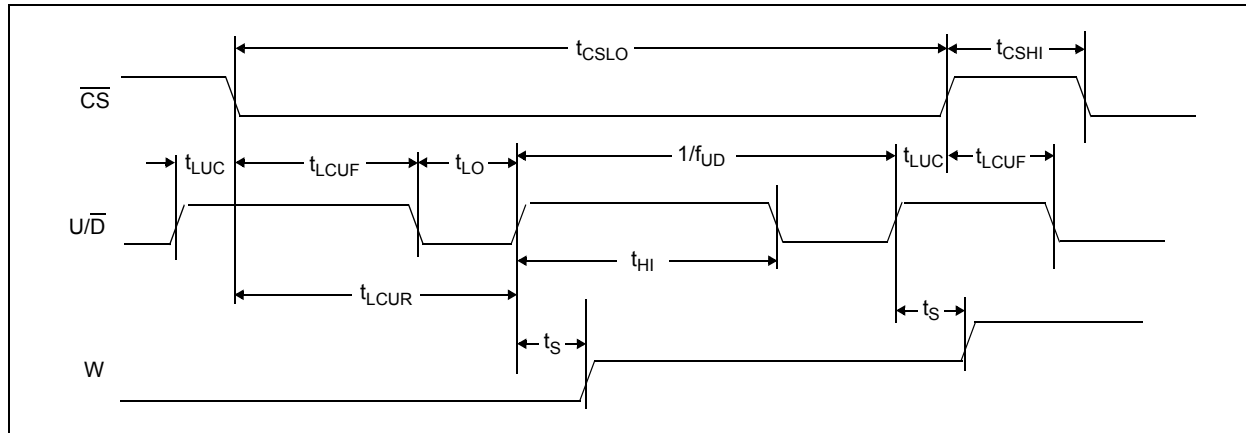 tCSLO
tCSHI
CS
tLUC
tLCUF
tLO
1/fUD
tLUC
tLCUF
U/D
tHI
tLCUR
tS
tS
W